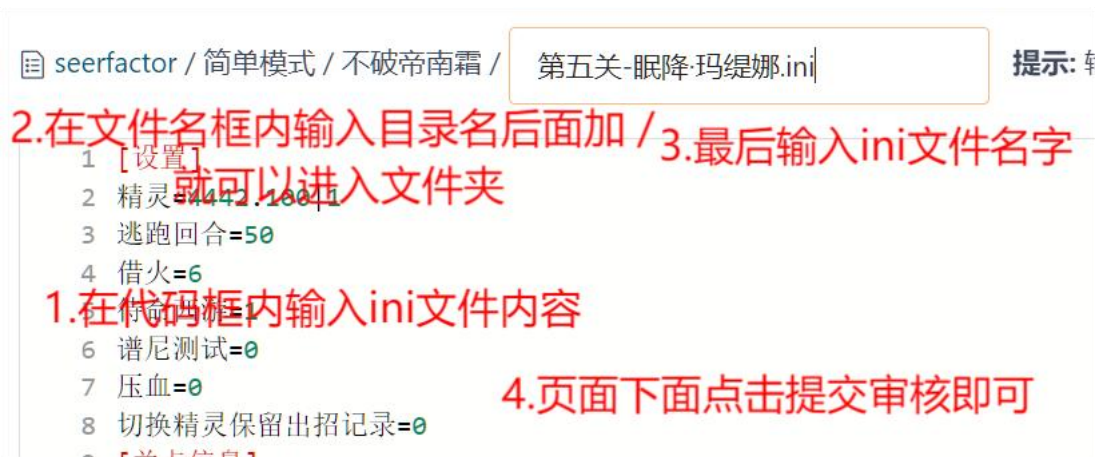 seerfactor / 简单模式 / 不破帝南霜 / 第五关-眠降·玛缇娜.ini 提示:
2.在文件名框内输入目录名后面加 / 3.最后输入ini文件名字
1 [设置]
就可以进入文件夹
2 精灵=4442.100|1
3 逃跑回合=50
4 借火=6
1.在代码框内输入ini文件内容
6 谱尼测试=0
7 压血=0
4.页面下面点击提交审核即可
8 切换精灵保留出招记录=0